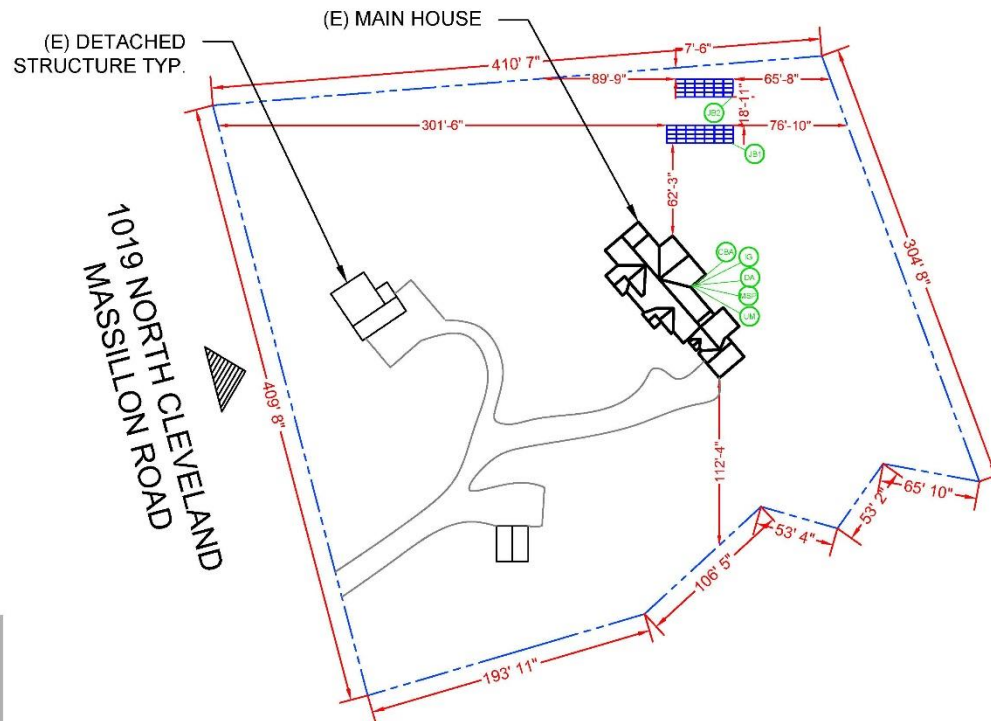 (E) MAIN HOUSE
(E) DETACHED
STRUCTURE TYP.
410' 7"
7'-6"
89'-9"
65'-8"
JB2
18'-11"
301'-6"
76'-10"
JB1
62'-3"
1019 NORTH CLEVELAND
MASSILLON ROAD
CBA
IG
DA
MBP
UM
304' 8"
409' 8"
112'-4"
65' 10"
53' 2"
53' 4"
106' 5"
193' 11"